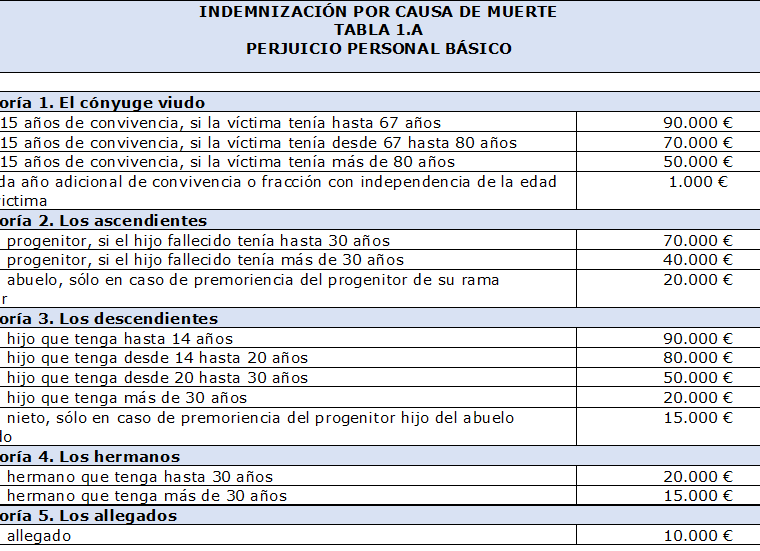 INDEMNIZACIÓN POR CAUSA DE MUERTE
TABLA 1.A
PERJUICIO PERSONAL BÁSICO
oría 1. El cónyuge viudo
15 años de convivencia, si la víctima tenía hasta 67 años 90.000 €
15 años de convivencia, si la víctima tenía desde 67 hasta 80 años 70.000 €
15 años de convivencia, si la víctima tenía más de 80 años 50.000 €
da año adicional de convivencia o fracción con independencia de la edad 1.000 €
víctima
oría 2. Los ascendientes
progenitor, si el hijo fallecido tenía hasta 30 años 70.000 €
progenitor, si el hijo fallecido tenía más de 30 años 40.000 €
abuelo, sólo en caso de premoriencia del progenitor de su rama 20.000 €
r
oría 3. Los descendientes
hijo que tenga hasta 14 años 90.000 €
hijo que tenga desde 14 hasta 20 años 80.000 €
hijo que tenga desde 20 hasta 30 años 50.000 €
hijo que tenga más de 30 años 20.000 €
nieto, sólo en caso de premoriencia del progenitor hijo del abuelo 15.000 €
do
oría 4. Los hermanos
hermano que tenga hasta 30 años 20.000 €
hermano que tenga más de 30 años 15.000 €
oría 5. Los allegados
allegado 10.000 €